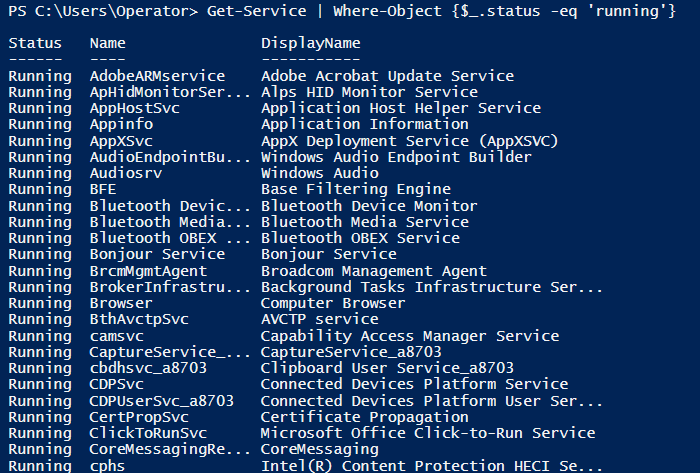 PS C:\Users\Operator> Get-Service | Where-Object {$_.status -eq 'running'}
Status   Name               DisplayName
------   ----               -----------
Running  AdobeARMservice    Adobe Acrobat Update Service
Running  ApHidMonitorSer... Alps HID Monitor Service
Running  AppHostSvc         Application Host Helper Service
Running  Appinfo            Application Information
Running  AppXSvc            AppX Deployment Service (AppXSVC)
Running  AudioEndpointBu... Windows Audio Endpoint Builder
Running  Audiosrv           Windows Audio
Running  BFE                Base Filtering Engine
Running  Bluetooth Devic... Bluetooth Device Monitor
Running  Bluetooth Media... Bluetooth Media Service
Running  Bluetooth OBEX ... Bluetooth OBEX Service
Running  Bonjour Service    Bonjour Service
Running  BrcmMgmtAgent      Broadcom Management Agent
Running  BrokerInfrastru... Background Tasks Infrastructure Ser...
Running  Browser            Computer Browser
Running  BthAvctpSvc        AVCTP service
Running  camsvc             Capability Access Manager Service
Running  CaptureService_... CaptureService_a8703
Running  cbdhsvc_a8703      Clipboard User Service_a8703
Running  CDPSvc             Connected Devices Platform Service
Running  CDPUserSvc_a8703   Connected Devices Platform User Ser...
Running  CertPropSvc        Certificate Propagation
Running  ClickToRunSvc      Microsoft Office Click-to-Run Service
Running  CoreMessagingRe... CoreMessaging
Running  cphs               Intel(R) Content Protection HECI Se...